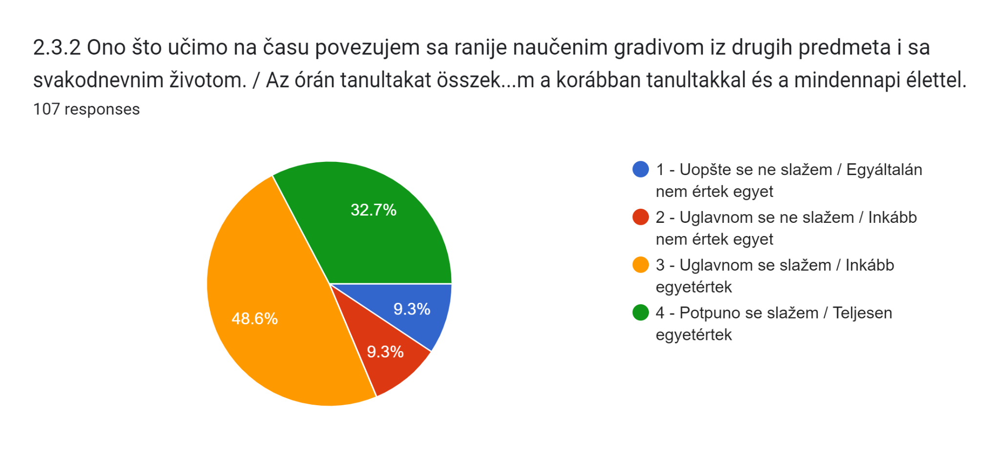 2.3.2 Ono što učimo na času povezujem sa ranije naučenim gradivom iz drugih predmeta i sa
svakodnevnim životom. / Az órán tanultakat összek...m a korábban tanultakkal és a mindennapi élettel.
107 responses
32.7%
48.6%
9.3%
9.3%
1 - Uopšte se ne slažem / Egyáltalán
nem értek egyet
2 - Uglavnom se ne slažem / Inkább
nem értek egyet
3 - Uglavnom se slažem / Inkább
egyetértek
4 - Potpuno se slažem / Teljesen
egyetértek